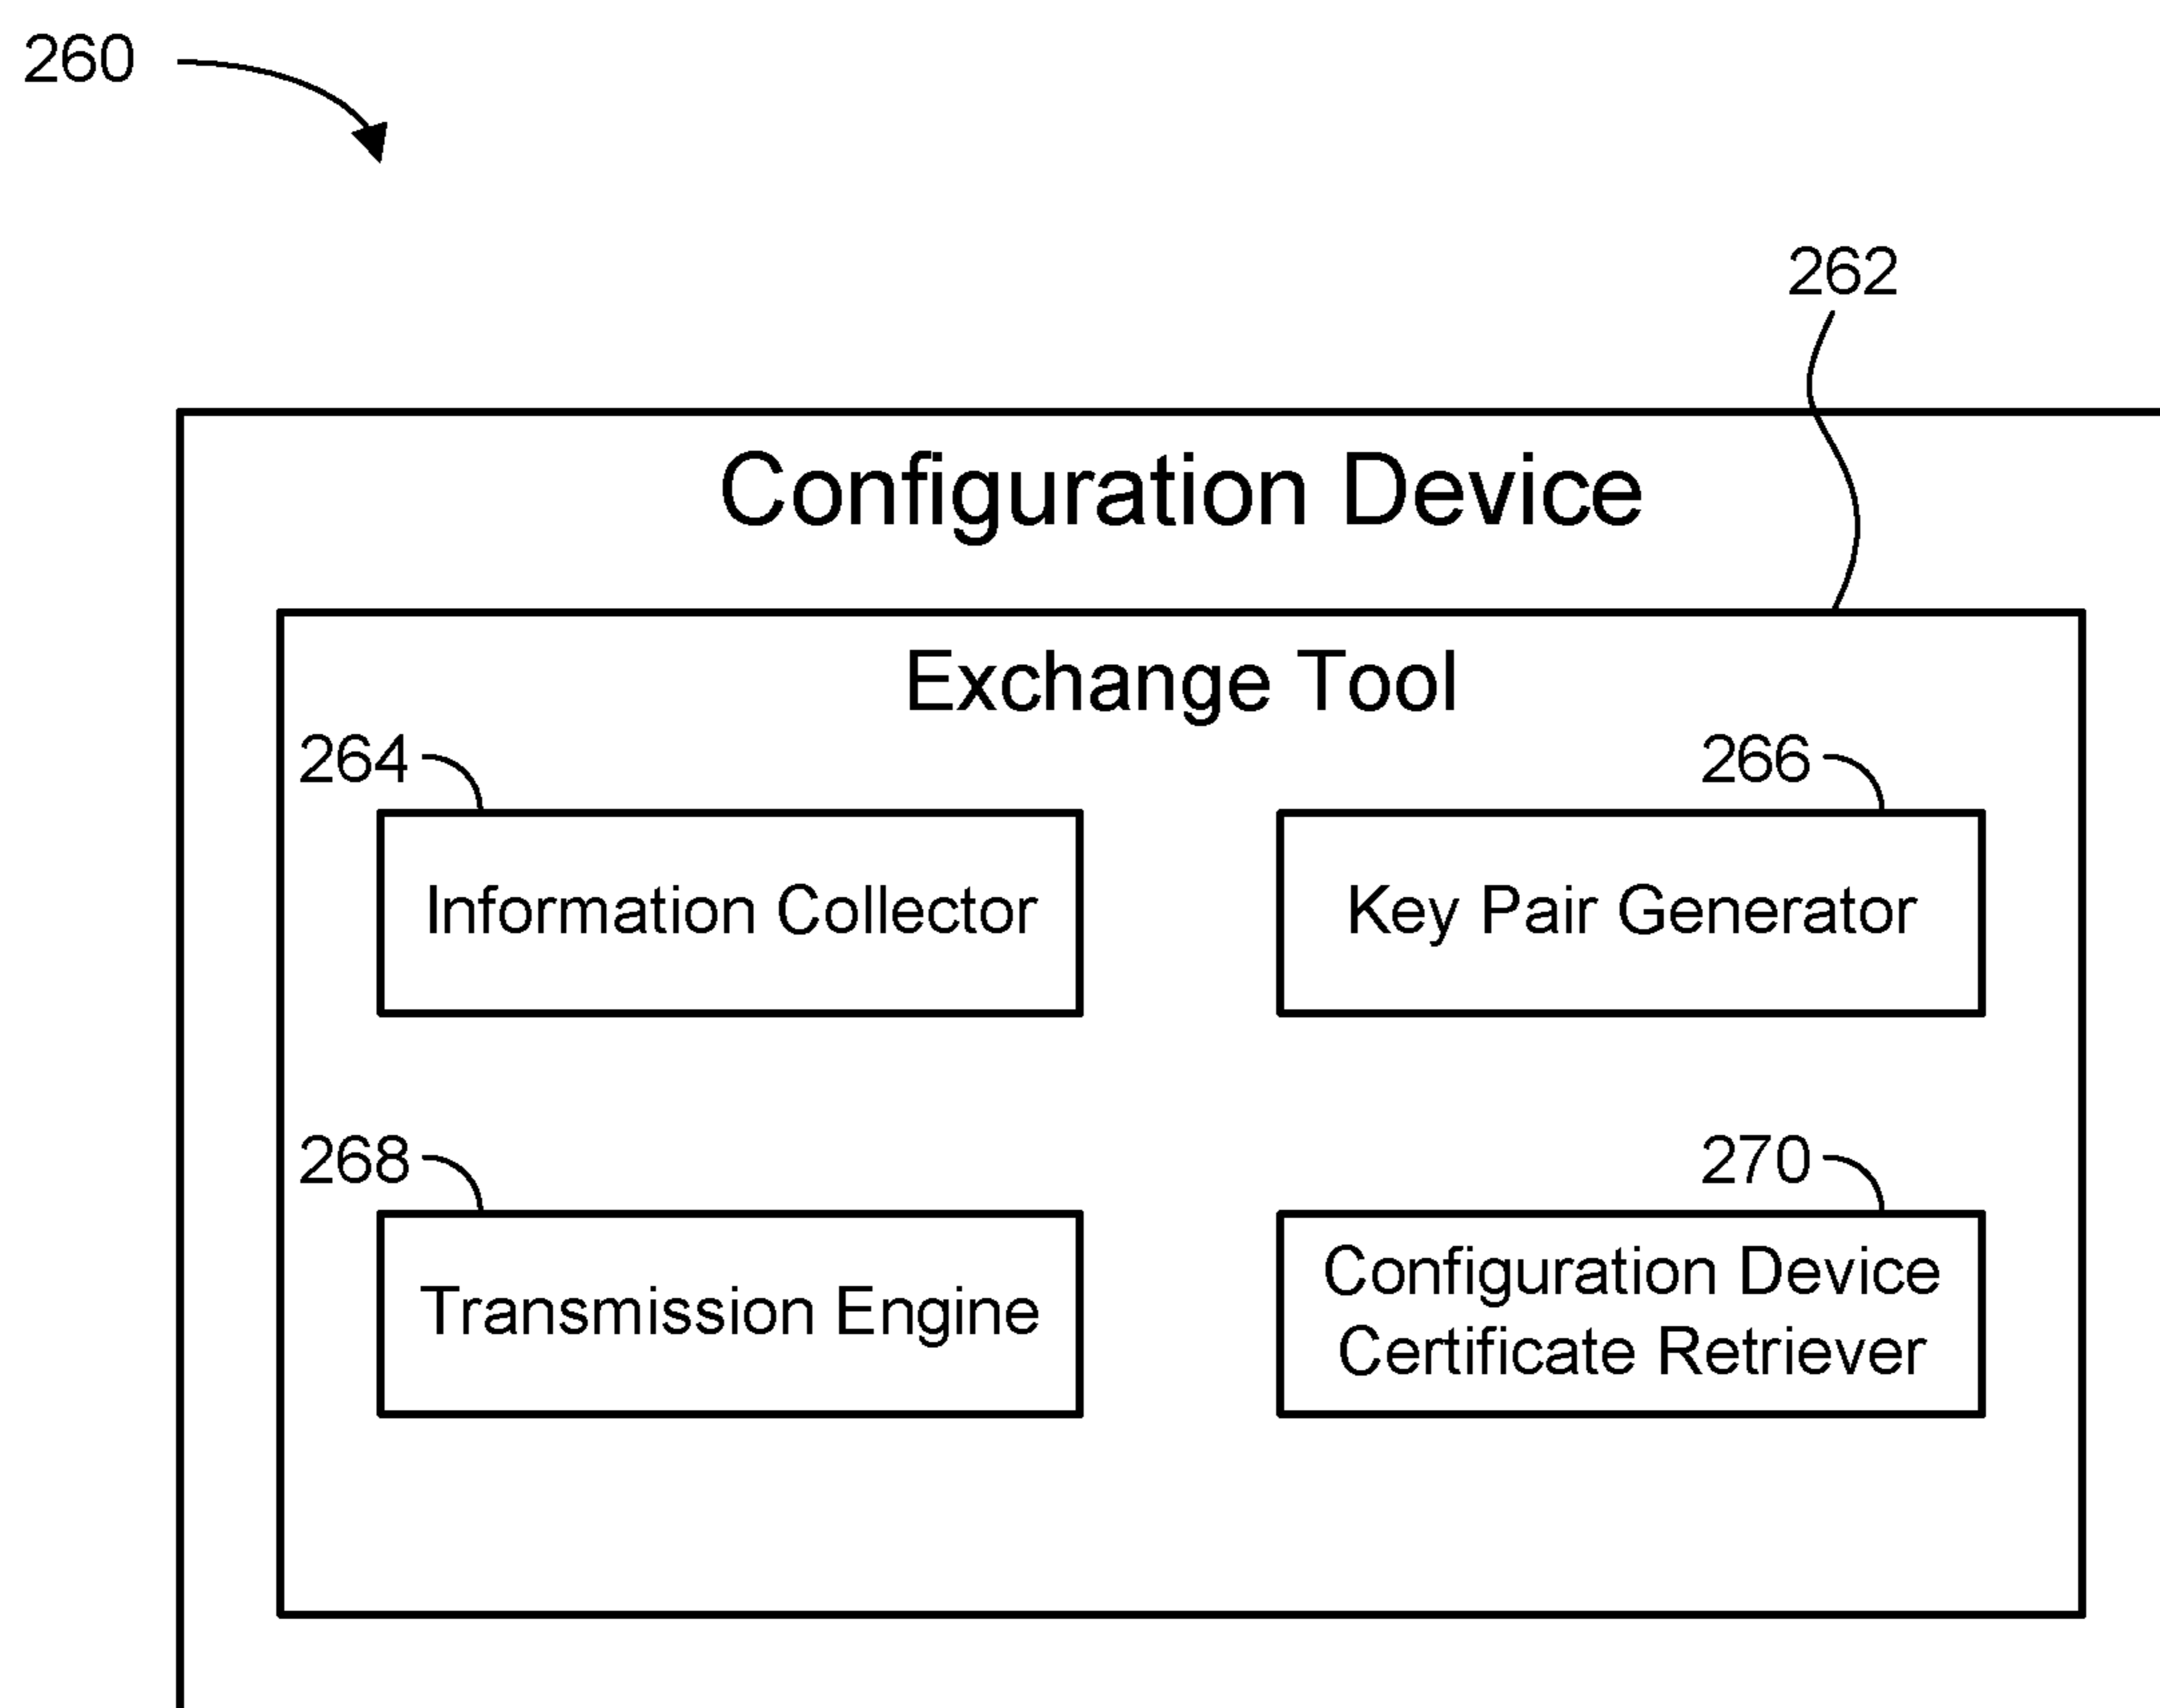 260
262
Configuration Device
Exchange Tool
264
266
Information Collector
Key Pair Generator
268
270
Transmission Engine
Configuration Device
Certificate Retriever